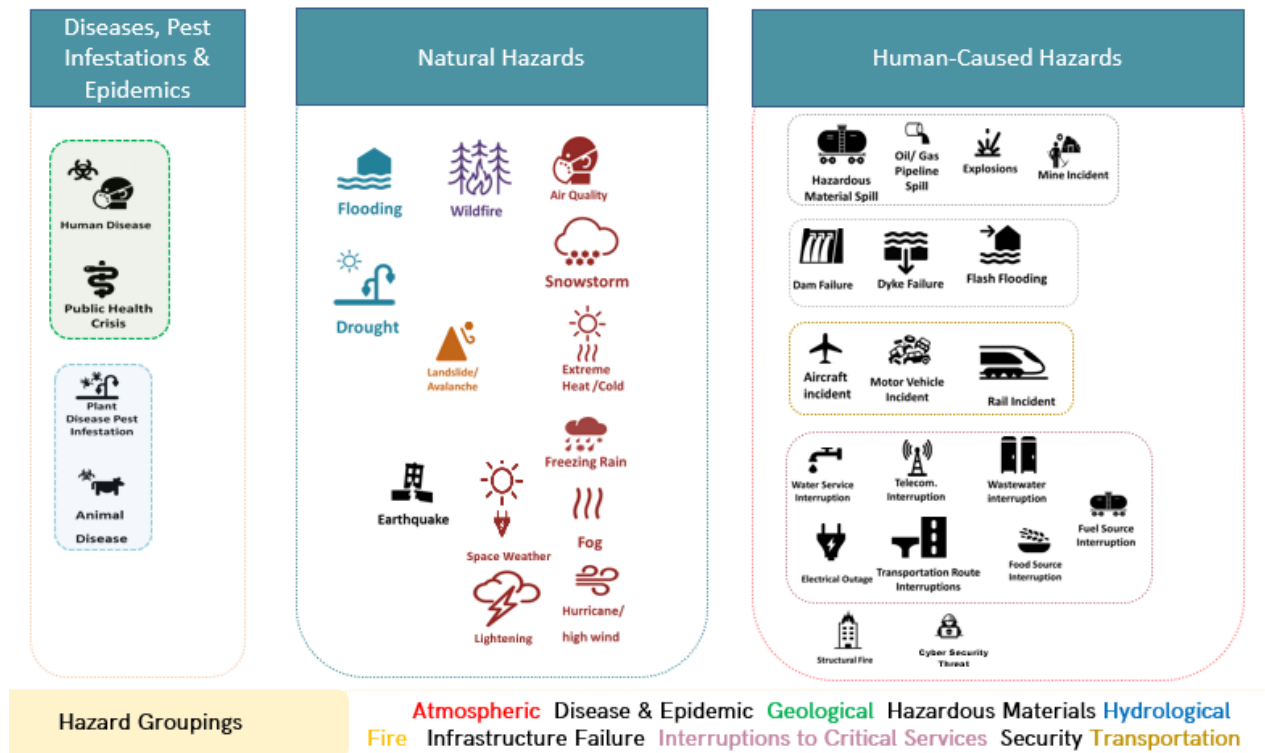 Diseases, Pest
Infestations &
Epidemics
Natural Hazards
Human-Caused Hazards
Human Disease
Public Health
Crisis
Plant
Disease Pest
Infestation
Animal
Disease
Flooding
Wildfire
Air Quality
Snowstorm
Drought
Landslide/
Avalanche
Extreme
Heat /Cold
Freezing Rain
Earthquake
Space Weather
Fog
Lightening
Hurricane/
high wind
Hazardous
Material Spill
Oil/ Gas
Pipeline
Spill
Explosions
Mine Incident
Dam Failure
Dyke Failure
Flash Flooding
Aircraft
incident
Motor Vehicle
Incident
Rail Incident
Water Service
Interruption
Telecom.
Interruption
Wastewater
interruption
Fuel Source
Interruption
Electrical Outage
Transportation Route
Interruptions
Food Source
Interruption
Structural Fire
Cyber Security
Threat
Hazard Groupings
Atmospheric Disease & Epidemic Geological Hazardous Materials Hydrological
Fire Infrastructure Failure Interruptions to Critical Services Security Transportation